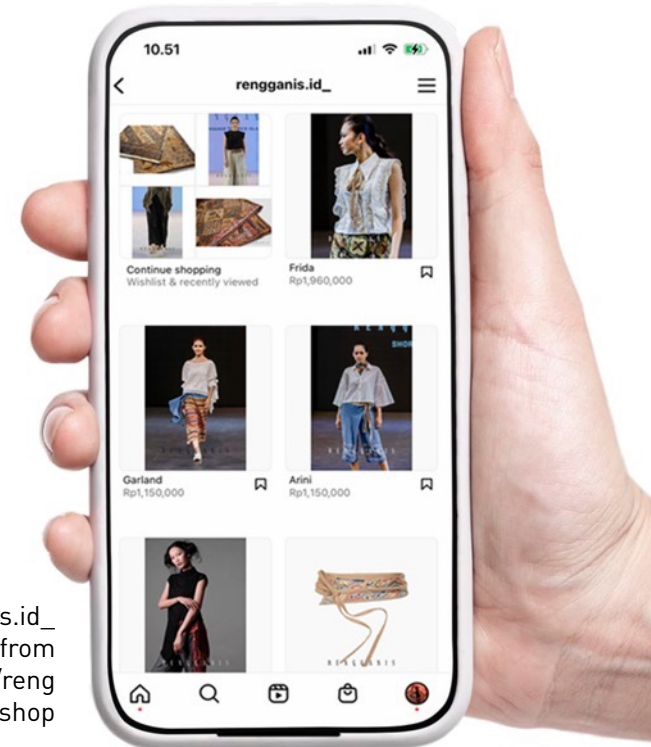 10.51
rengganis.id_
Continue shopping
Wishlist & recently viewed
Frida
Rp1,960,000
Garland
Rp1,150,000
Arini
Rp1,150,000
RENGGANIS
s.id_
from
/reng
shop